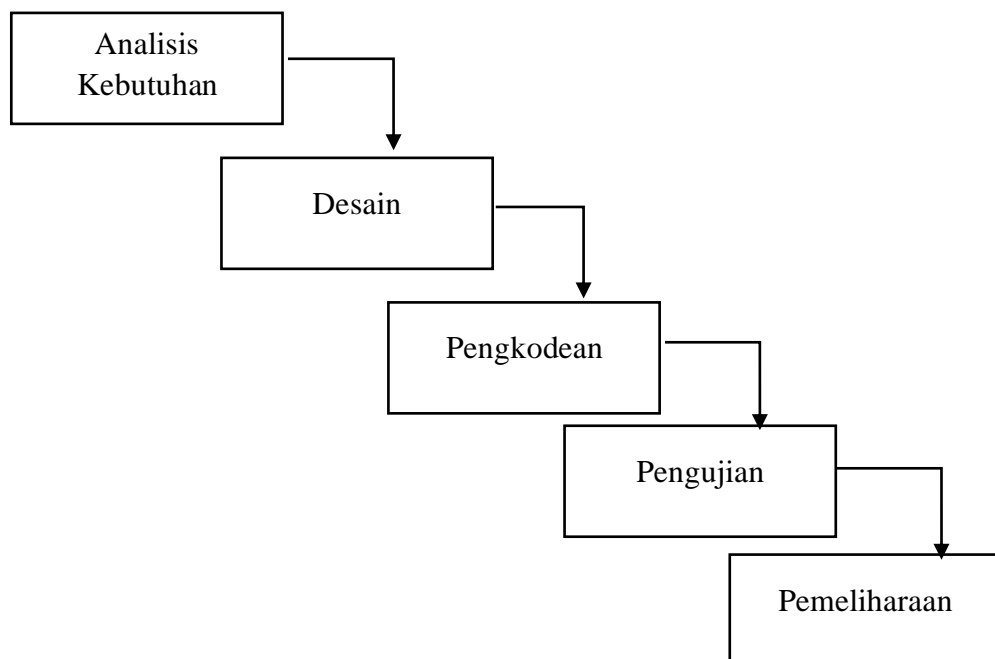 Analisis
Kebutuhan
Desain
Pengkodean
Pengujian
Pemeliharaan